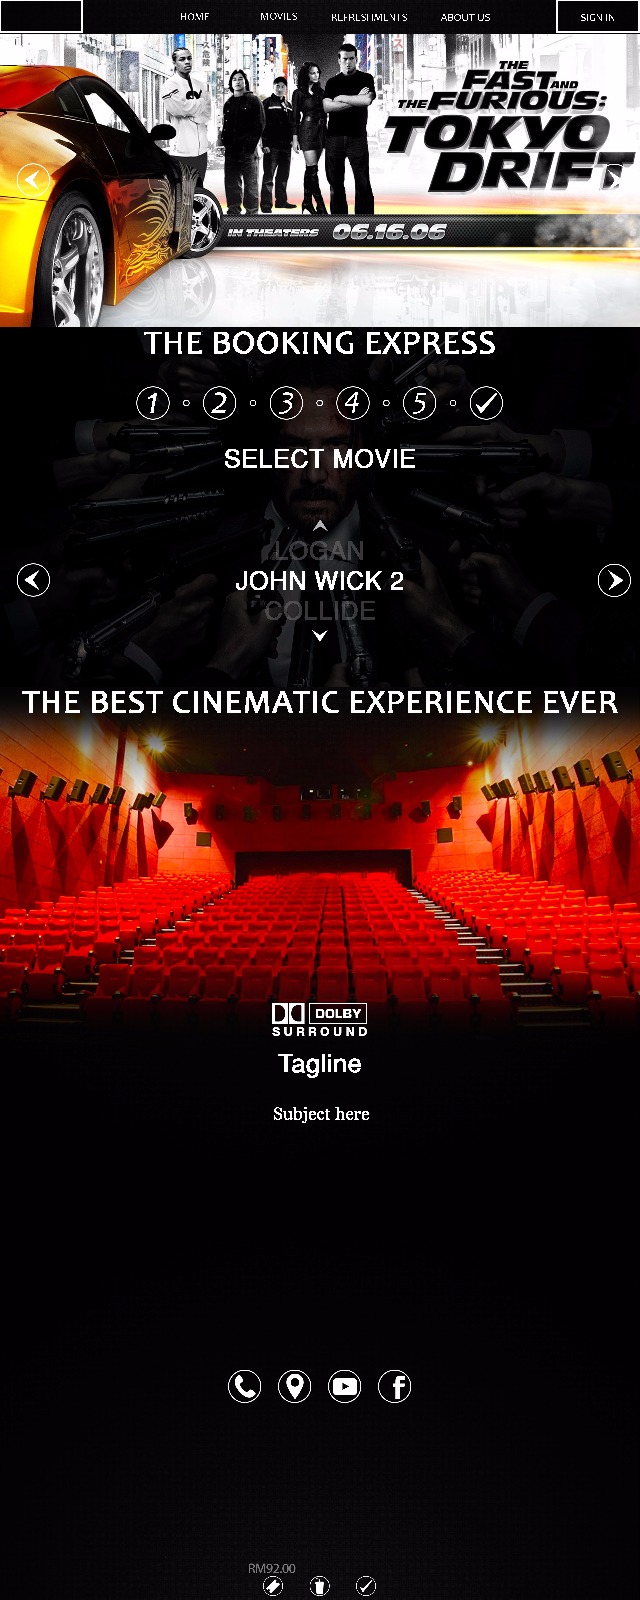 HOME MOVIES REFRESHMENTS ABOUT US SIGN IN
THE
FAST AND
THE FURIOUS:
TOKYO
DRIFT
IN THEATERS 06.16.06
THE BOOKING EXPRESS
1 2 3 4 5
SELECT MOVIE
LOGAN
JOHN WICK 2
COLLIDE
THE BEST CINEMATIC EXPERIENCE EVER
DOLBY
SURROUND
Tagline
Subject here
RM92.00